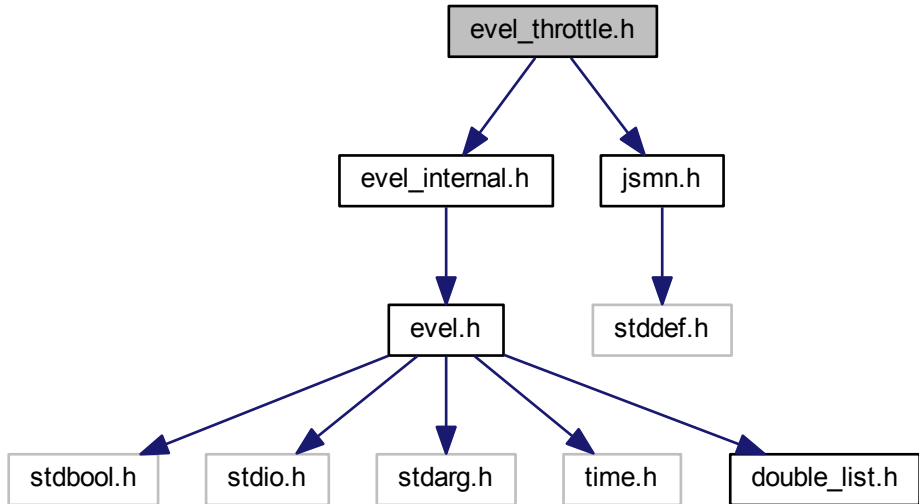 evel_throttle.h
evel_internal.h
jsmn.h
evel.h
stddef.h
stdbool.h
stdio.h
stdarg.h
time.h
double_list.h